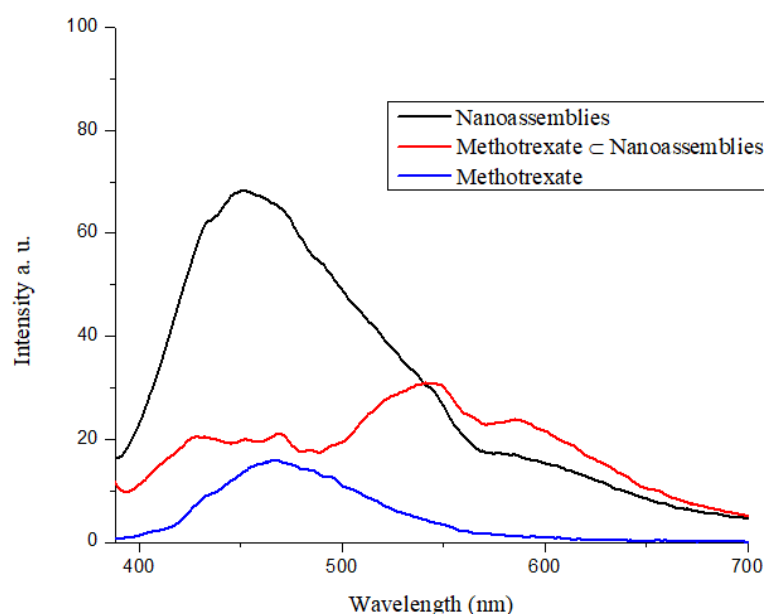 100
80
60
40
20
0
Intensity a. u.
Nanoassemblies
Methotrexate ⊂ Nanoassemblies
Methotrexate
400 500 600 700
Wavelength (nm)